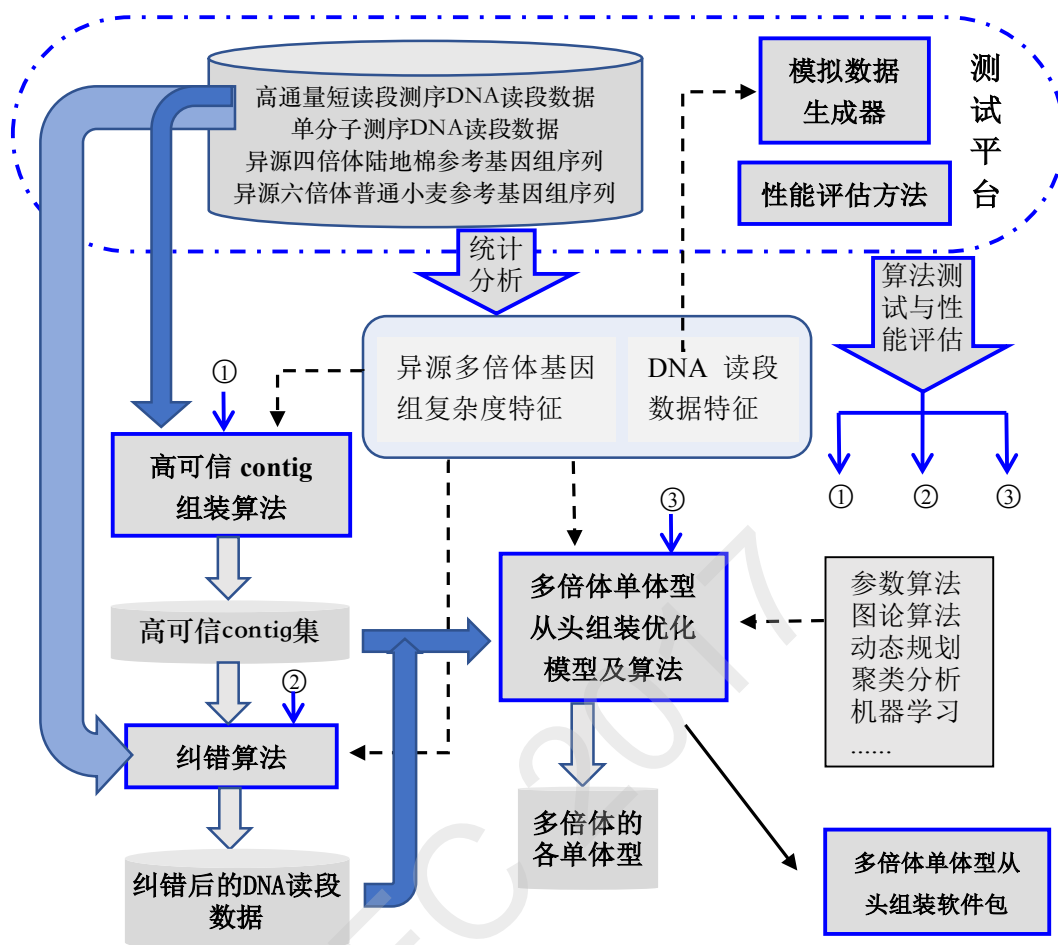 高通量短读段测序DNA读段数据
单分子测序DNA读段数据
异源四倍体陆地棉参考基因组序列
异源六倍体普通小麦参考基因组序列
模拟数据
生成器
性能评估方法
测
试
平
台
统计
分析
算法测
试与性
能评估
异源多倍体基因
组复杂度特征
DNA 读段
数据特征
①
高可信 contig
组装算法
①
②
③
③
高可信contig集
多倍体单体型
从头组装优化
模型及算法
参数算法
图论算法
动态规划
聚类分析
机器学习
......
②
纠错算法
纠错后的DNA读段
数据
多倍体的
各单体型
多倍体单体型从
头组装软件包
C 2017